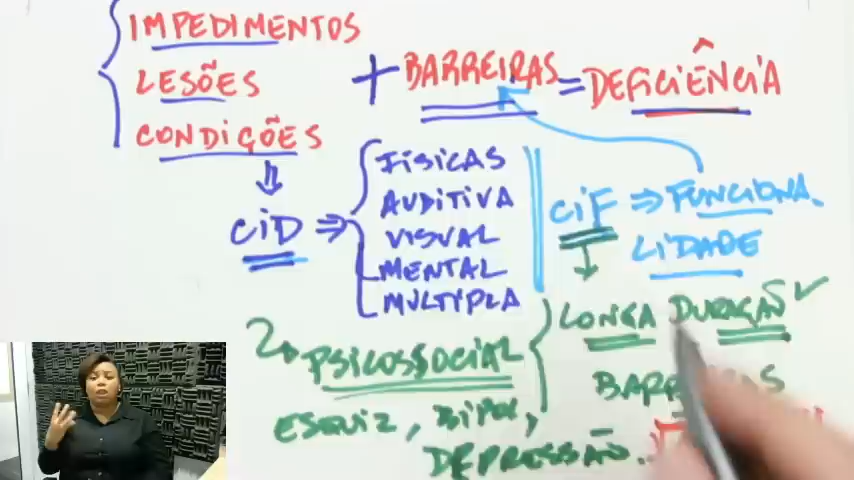 IMPEDIMENTOS
LESÕES
CONDIÇÕES
+ BARREIRAS = DEFICIÊNCIA
CID ⇒
FÍSICAS
AUDITIVA
VISUAL
MENTAL
MÚLTIPLA
CIF ⇒ FUNCIONA.
LIDADE
LONGA DURAÇÃO ✓
PSICOSSOCIAL
ESQUIZ, BIPOL,
DEPRESSÃO.